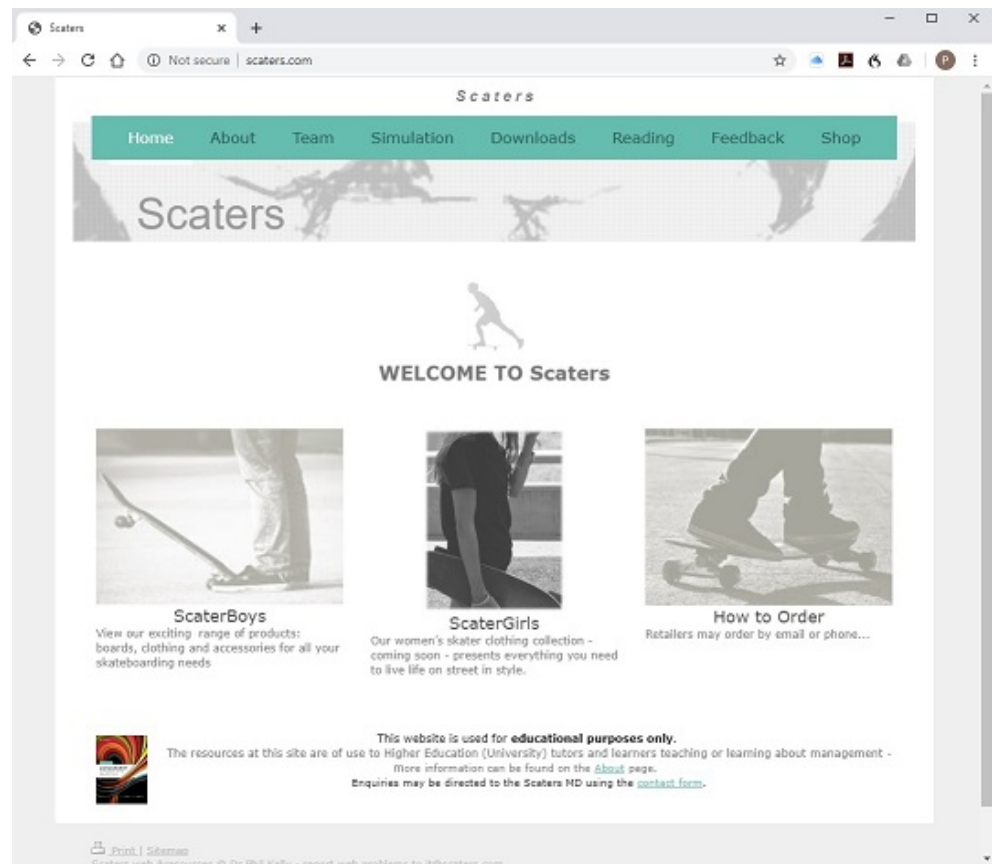 Scaters
Not secure | scaters.com
P
Scaters
Home About Team Simulation Downloads Reading Feedback Shop
Scaters
WELCOME TO Scaters
ScaterBoys
View our exciting range of products:
boards, clothing and accessories for all your
skateboarding needs
ScaterGirls
Our women's skater clothing collection -
coming soon - presents everything you need
to live life on street in style.
How to Order
Retailers may order by email or phone...
This website is used for educational purposes only.
The resources at this site are of use to Higher Education (University) tutors and learners teaching or learning about management -
More information can be found on the About page.
Enquiries may be directed to the Scaters MD using the contact form.
Print | Sitemap